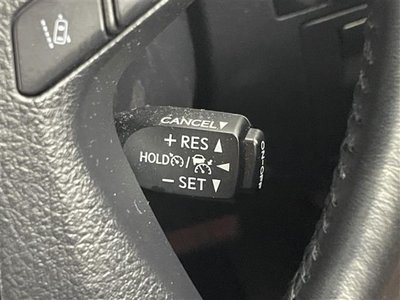 CANCEL▼
+RES▲
HOLD / ◀
−SET▼
ON-OFF